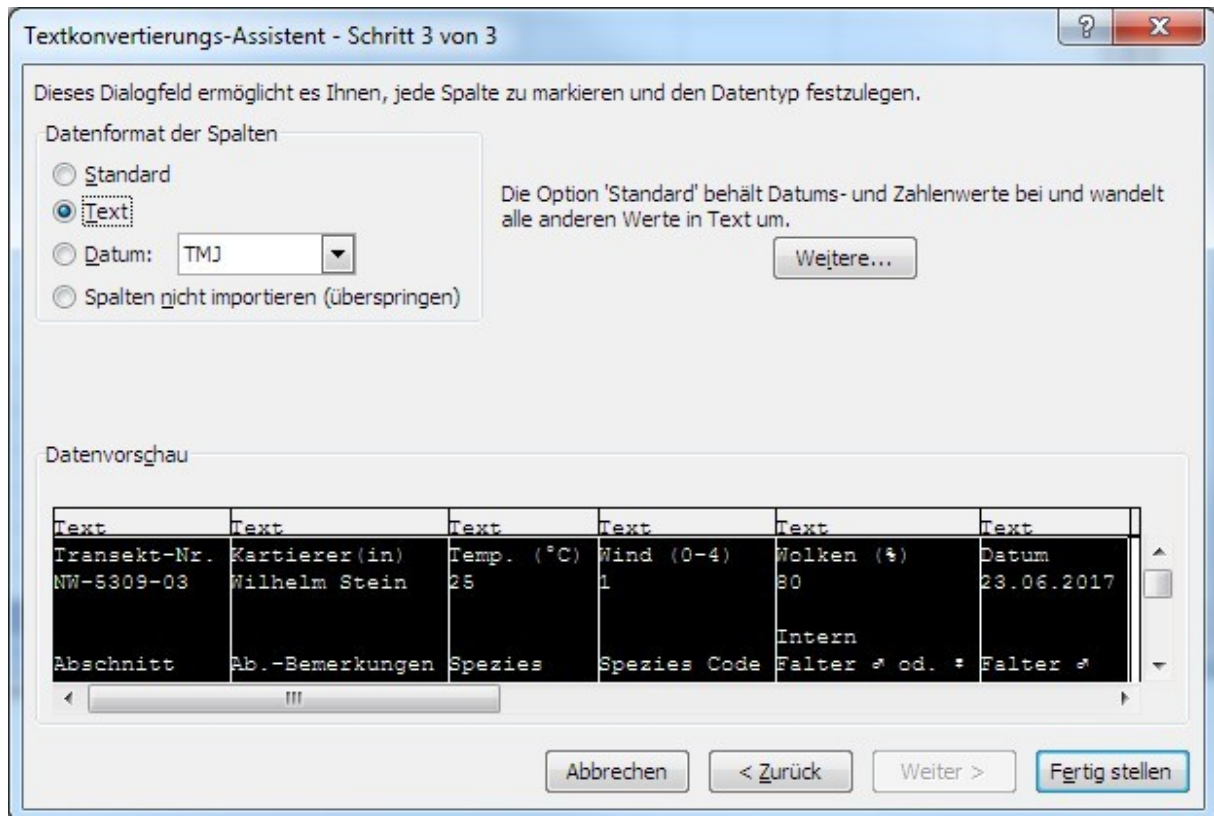 Textkonvertierungs-Assistent - Schritt 3 von 3
Dieses Dialogfeld ermöglicht es Ihnen, jede Spalte zu markieren und den Datentyp festzulegen.
Datenformat der Spalten
Standard
Text
Datum: TMJ
Spalten nicht importieren (überspringen)
Die Option 'Standard' behält Datums- und Zahlenwerte bei und wandelt
alle anderen Werte in Text um.
Weitere...
Datenvorschau
Text Text Text Text Text Text
Transekt-Nr. Kartierer(in) Temp. (°C) Wind (0-4) Wolken (%) Datum
NW-5309-03 Wilhelm Stein 25 1 80 23.06.2017
Intern
Abschnitt Ab.-Bemerkungen Spezies Spezies Code Falter ♂ od. Falter ♂
Abbrechen < Zurück Weiter > Fertig stellen